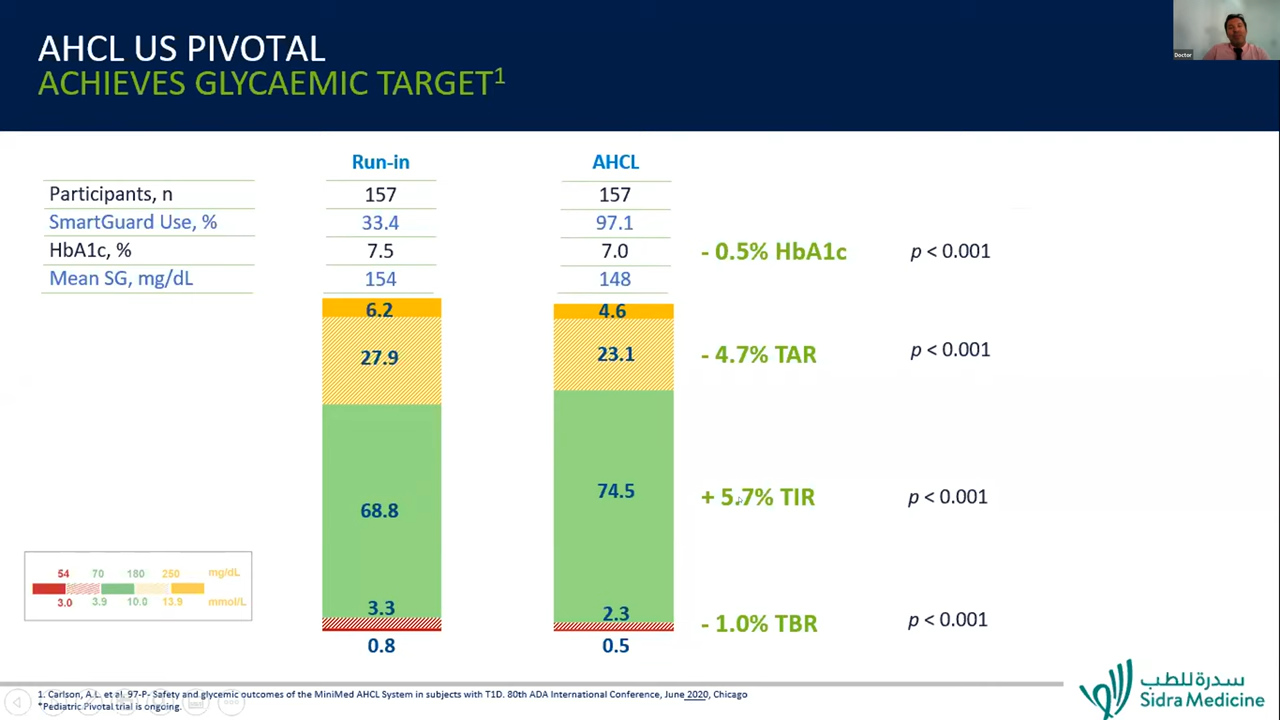 AHCL US PIVOTAL
ACHIEVES GLYCAEMIC TARGET1
Doctor
Run-in AHCL
Participants, n 157 157
SmartGuard Use, % 33.4 97.1
HbA1c, % 7.5 7.0 - 0.5% HbA1c p < 0.001
Mean SG, mg/dL 154 148
6.2 4.6
27.9 23.1 - 4.7% TAR p < 0.001
68.8 74.5 + 5.7% TIR p < 0.001
3.3 2.3 - 1.0% TBR p < 0.001
0.8 0.5
54 70 180 250 mg/dL
3.0 3.9 10.0 13.9 mmol/L
1. Carlson, A.L. et al. 97-P- Safety and glycemic outcomes of the MiniMed AHCL System in subjects with T1D. 80th ADA International Conference, June 2020, Chicago
*Pediatric Pivotal trial is ongoing.
سدرة للطب
Sidra Medicine